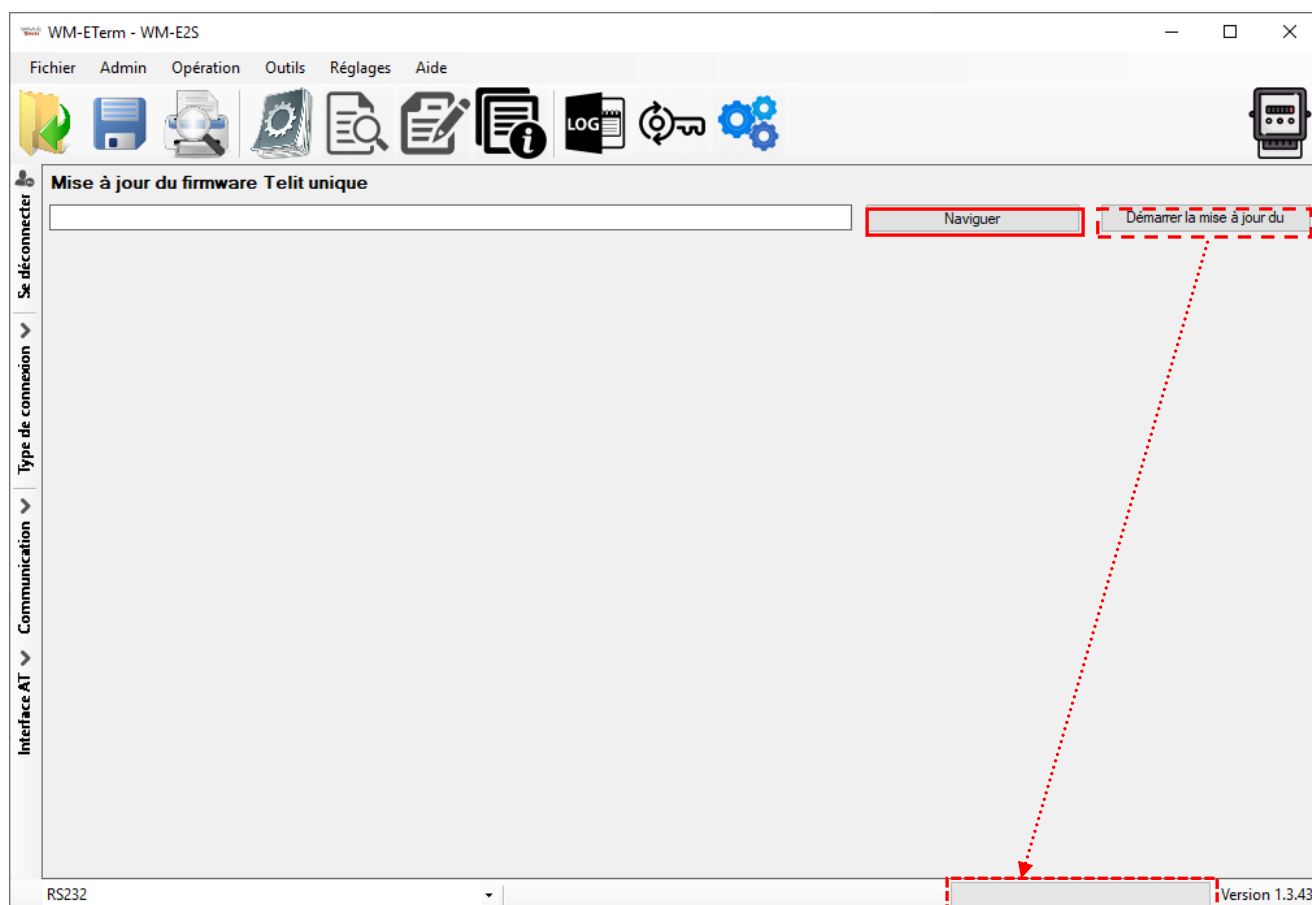 WM-ETerm - WM-E2S
Fichier Admin Opération Outils Réglages Aide
LOG
Mise à jour du firmware Telit unique
Naviguer Démarrer la mise à jour du
Se déconnecter
Type de connexion
Communication
Interface AT
RS232
Version 1.3.43